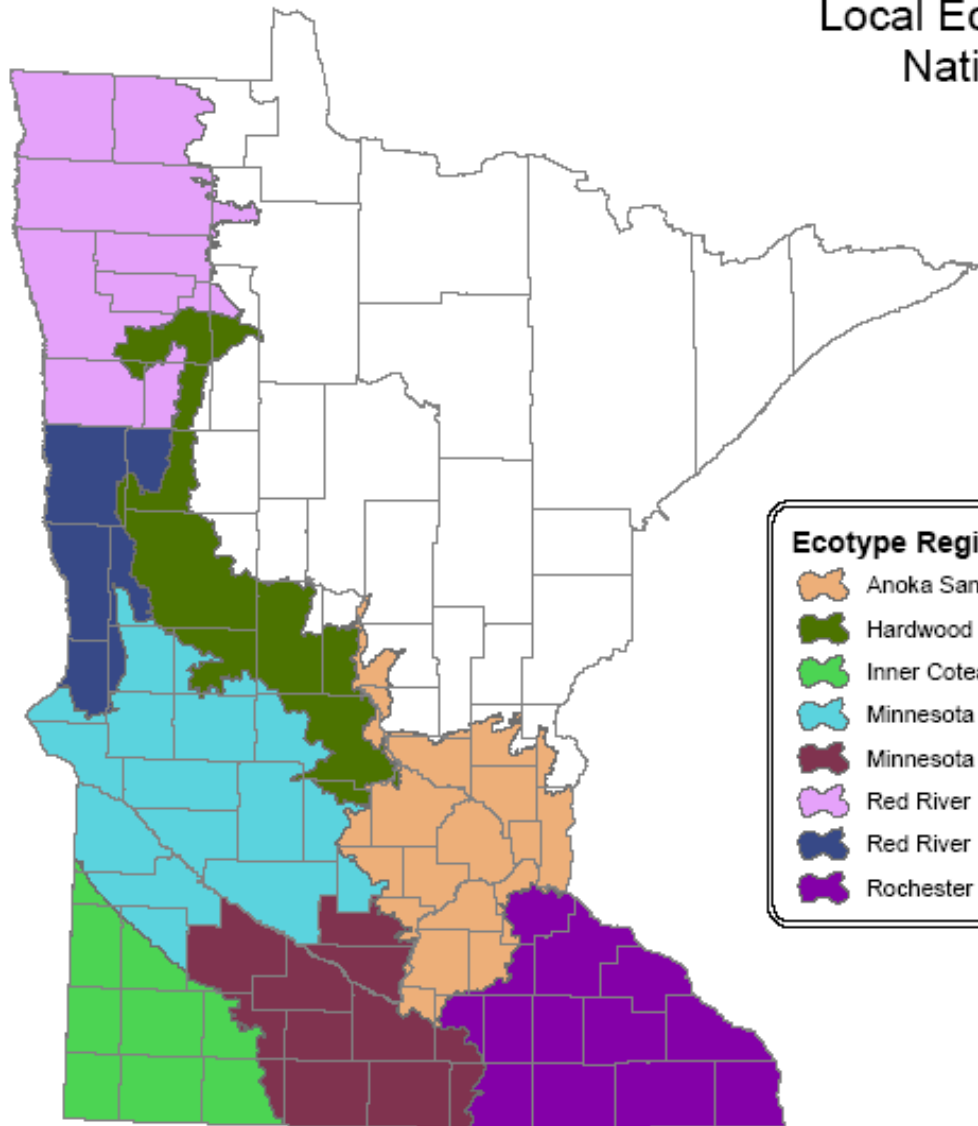 Local Ec
Nati
Ecotype Regi
Anoka San
Hardwood
Inner Cotea
Minnesota
Minnesota
Red River
Red River
Rochester